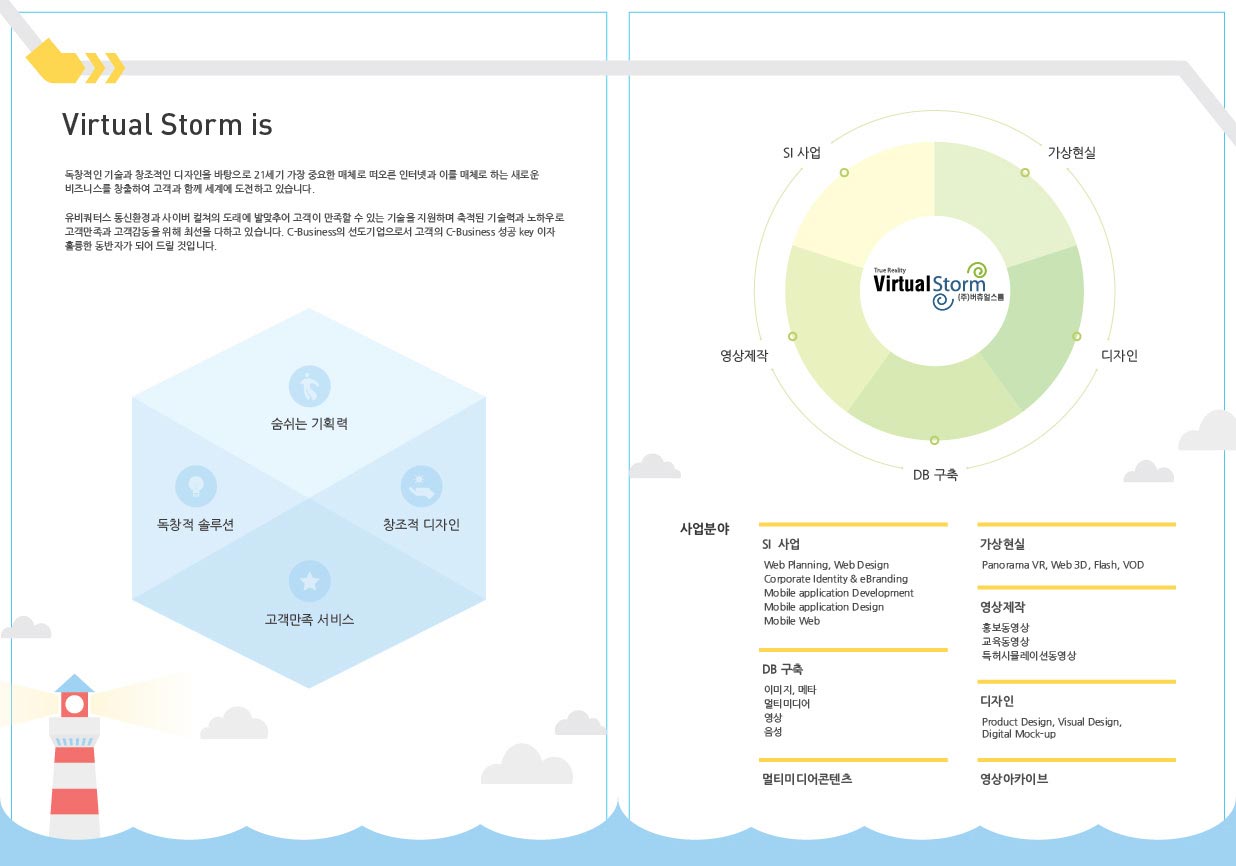 Virtual Storm is
독창적인 기술과 창조적인 디자인을 바탕으로 21세기 가장 중요한 매체로 떠오른 인터넷과 이를 매체로 하는 새로운
비즈니스를 창출하여 고객과 함께 세계에 도전하고 있습니다.
유비쿼터스 통신환경과 사이버 컬쳐의 도래에 발맞추어 고객이 만족할 수 있는 기술을 지원하며 축적된 기술력과 노하우로
고객만족과 고객감동을 위해 최선을 다하고 있습니다. C-Business의 선도기업으로서 고객의 C-Business 성공 key 이자
훌륭한 동반자가 되어 드릴 것입니다.
숨쉬는 기획력
독창적 솔루션
창조적 디자인
고객만족 서비스
SI 사업
가상현실
True Reality
VirtualStorm
(주)버츄얼스톰
영상제작
디자인
DB 구축
사업분야
SI 사업
Web Planning, Web Design
Corporate Identity & eBranding
Mobile application Development
Mobile application Design
Mobile Web
DB 구축
이미지, 메타
멀티미디어
영상
음성
멀티미디어콘텐츠
가상현실
Panorama VR, Web 3D, Flash, VOD
영상제작
홍보동영상
교육동영상
특허시뮬레이션동영상
디자인
Product Design, Visual Design,
Digital Mock-up
영상아카이브